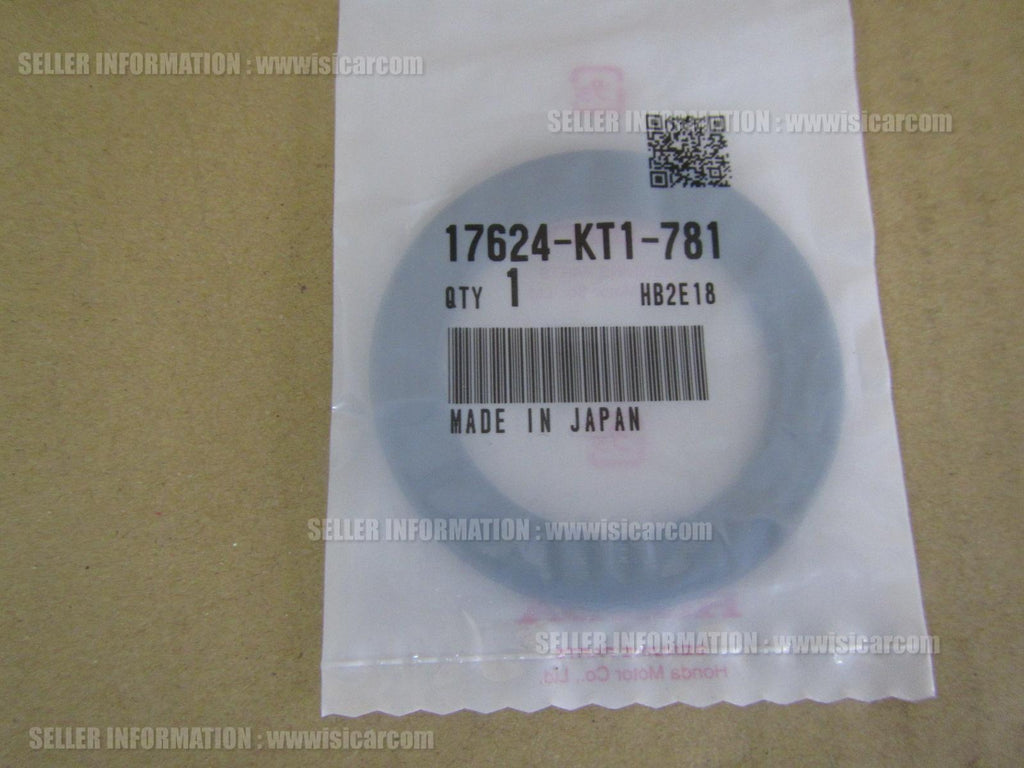 SELLER INFORMATION : wwwisicarcom
SELLER INFORMATION : wwwisicarcom
17624-KT1-781
QTY 1 HB2E18
MADE IN JAPAN
SELLER INFORMATION : wwwisicarcom
SELLER INFORMATION : wwwisicarcom
Honda Motor Co., Ltd.
SELLER INFORMATION : wwwisicarcom